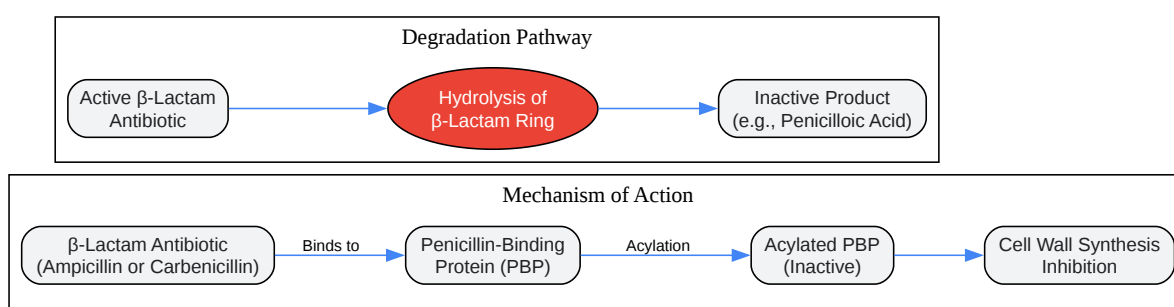 Degradation Pathway
Active β-Lactam
Antibiotic
Hydrolysis of
β-Lactam Ring
Inactive Product
(e.g., Penicilloic Acid)
Mechanism of Action
β-Lactam Antibiotic
(Ampicillin or Carbenicillin)
Binds to
Penicillin-Binding
Protein (PBP)
Acylation
Acylated PBP
(Inactive)
Cell Wall Synthesis
Inhibition